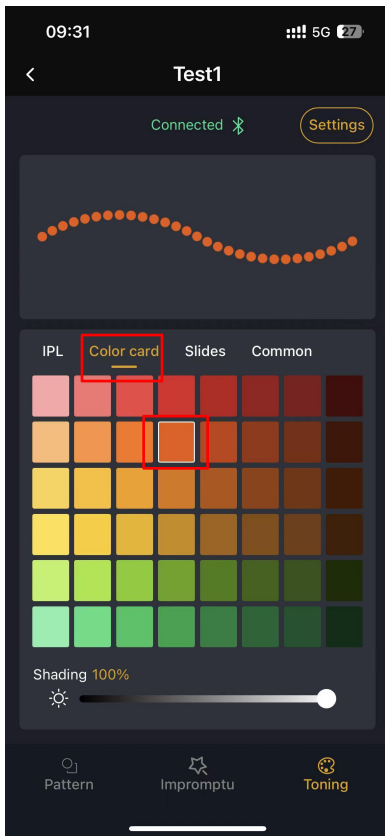 09:31 5G 27
Test1
Connected Settings
IPL Color card Slides Common
Shading 100%
Pattern Impromptu Toning